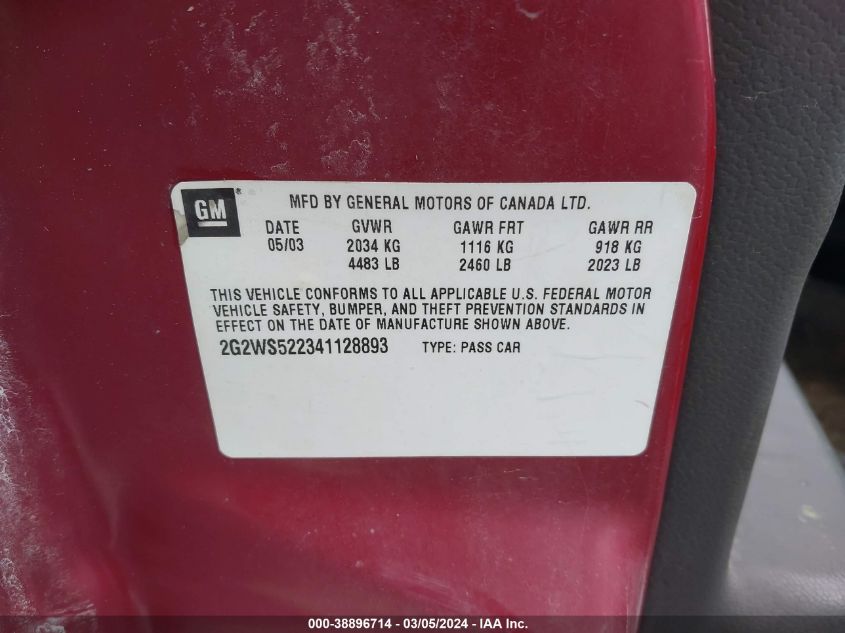 GM®
MFD BY GENERAL MOTORS OF CANADA LTD.
DATE GVWR GAWR FRT GAWR RR
05/03 2034 KG 1116 KG 918 KG
4483 LB 2460 LB 2023 LB
THIS VEHICLE CONFORMS TO ALL APPLICABLE U.S. FEDERAL MOTOR
VEHICLE SAFETY, BUMPER, AND THEFT PREVENTION STANDARDS IN
EFFECT ON THE DATE OF MANUFACTURE SHOWN ABOVE.
2G2WS522341128893 TYPE: PASS CAR
000-38896714 - 03/05/2024 - IAA Inc.